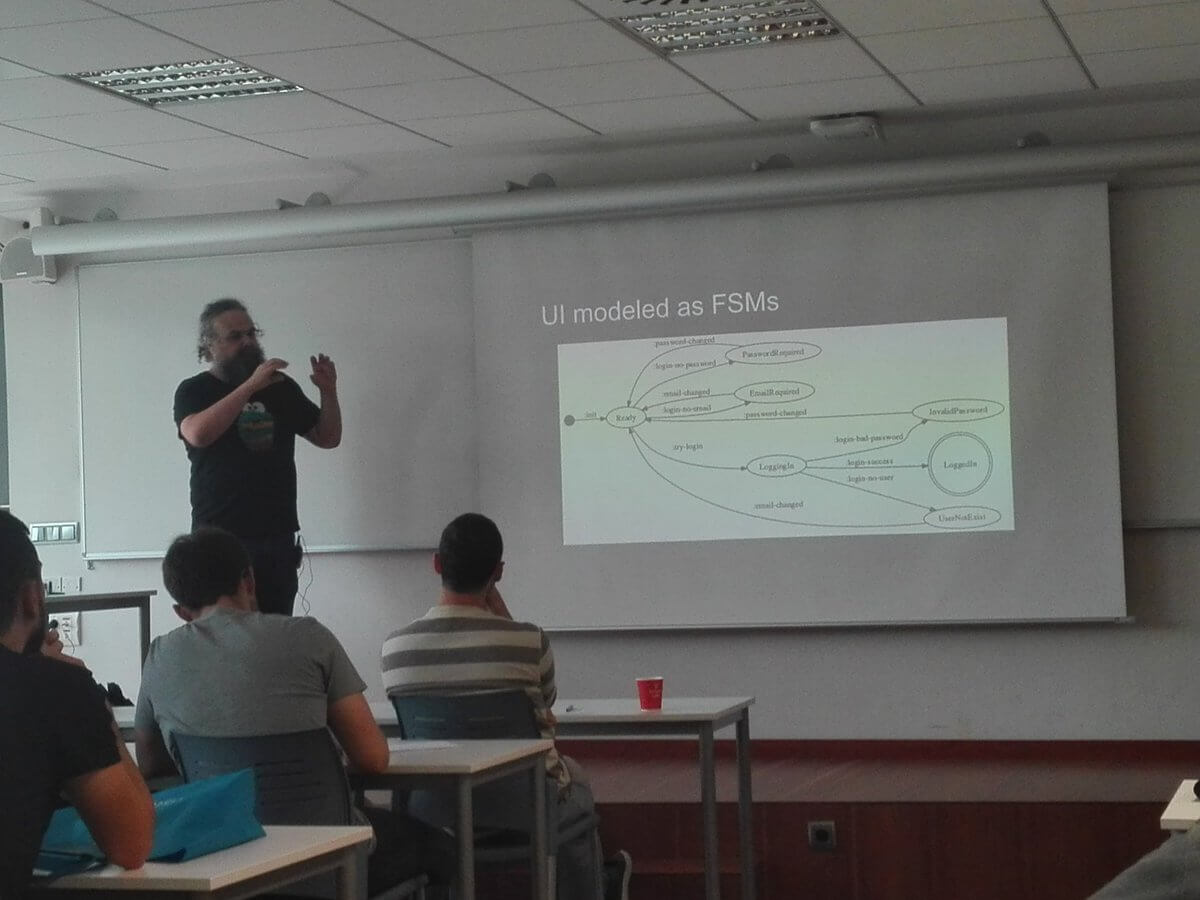 UI modeled as FSMs
:password-changed
PasswordRequired
:login-no-password
:email-changed
EmailRequired
:login-no-email
:init
Ready
:password-changed
InvalidPassword
:try-login
:login-bad-password
LoggingIn
:login-success
LoggedIn
:login-no-user
:email-changed
UserNotExist